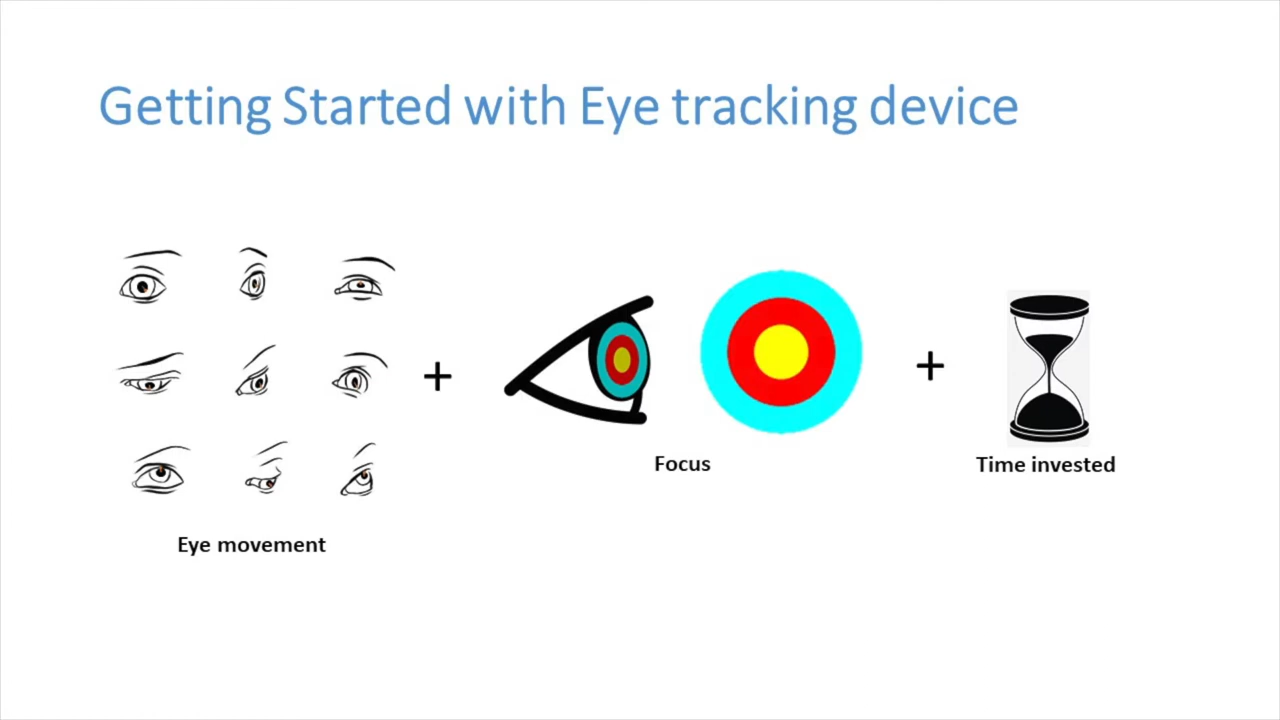 Getting Started with Eye tracking device
+
+
Focus
Time invested
Eye movement